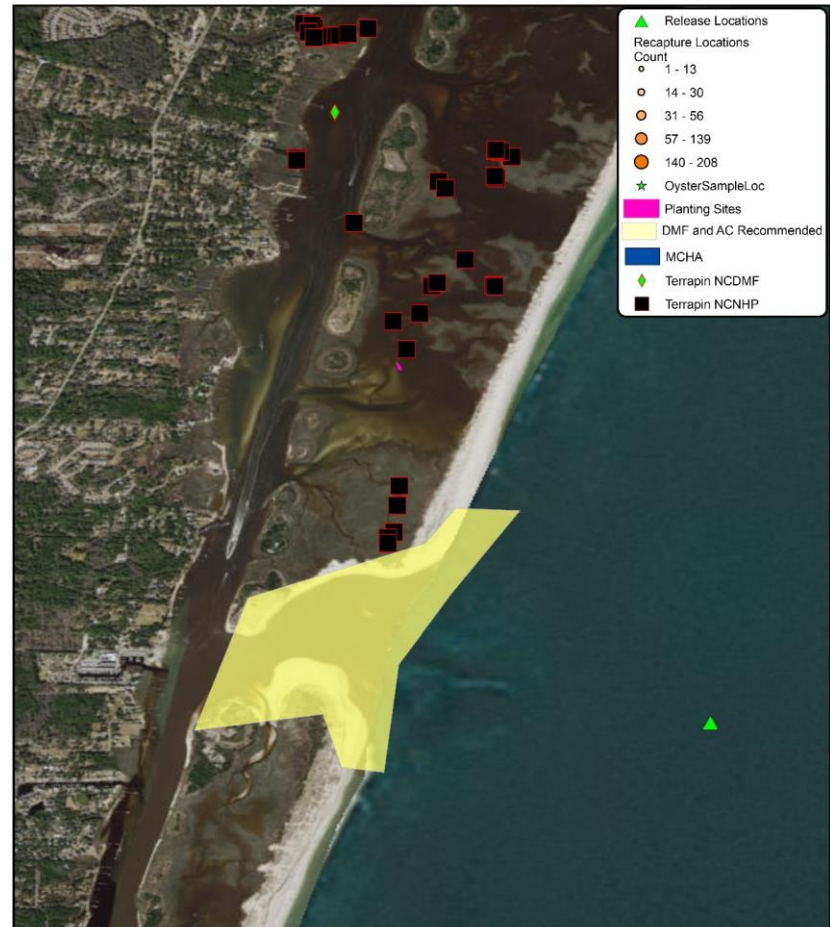 Release Locations
Recapture Locations
Count
1 - 13
14 - 30
31 - 56
57 - 139
140 - 208
OysterSampleLoc
Planting Sites
DMF and AC Recommended
MCHA
Terrapin NCDMF
Terrapin NCNHP